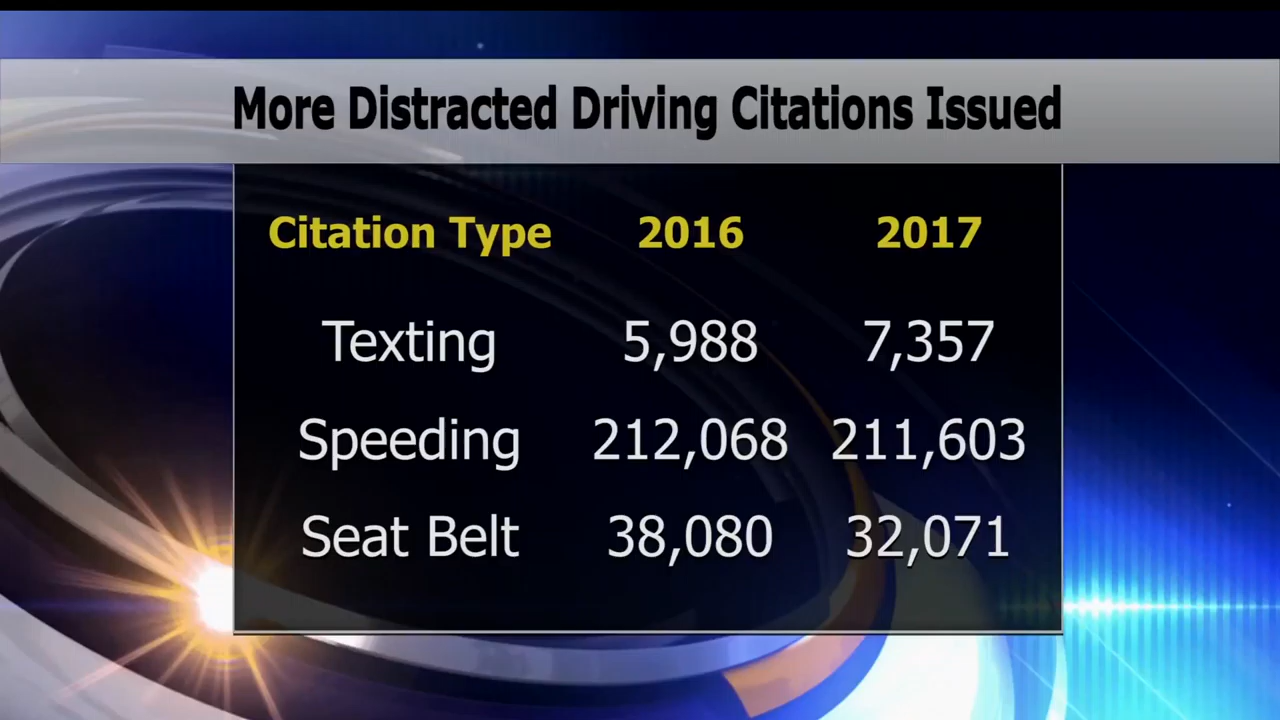 More Distracted Driving Citations Issued
Citation Type 2016 2017
Texting 5,988 7,357
Speeding 212,068 211,603
Seat Belt 38,080 32,071